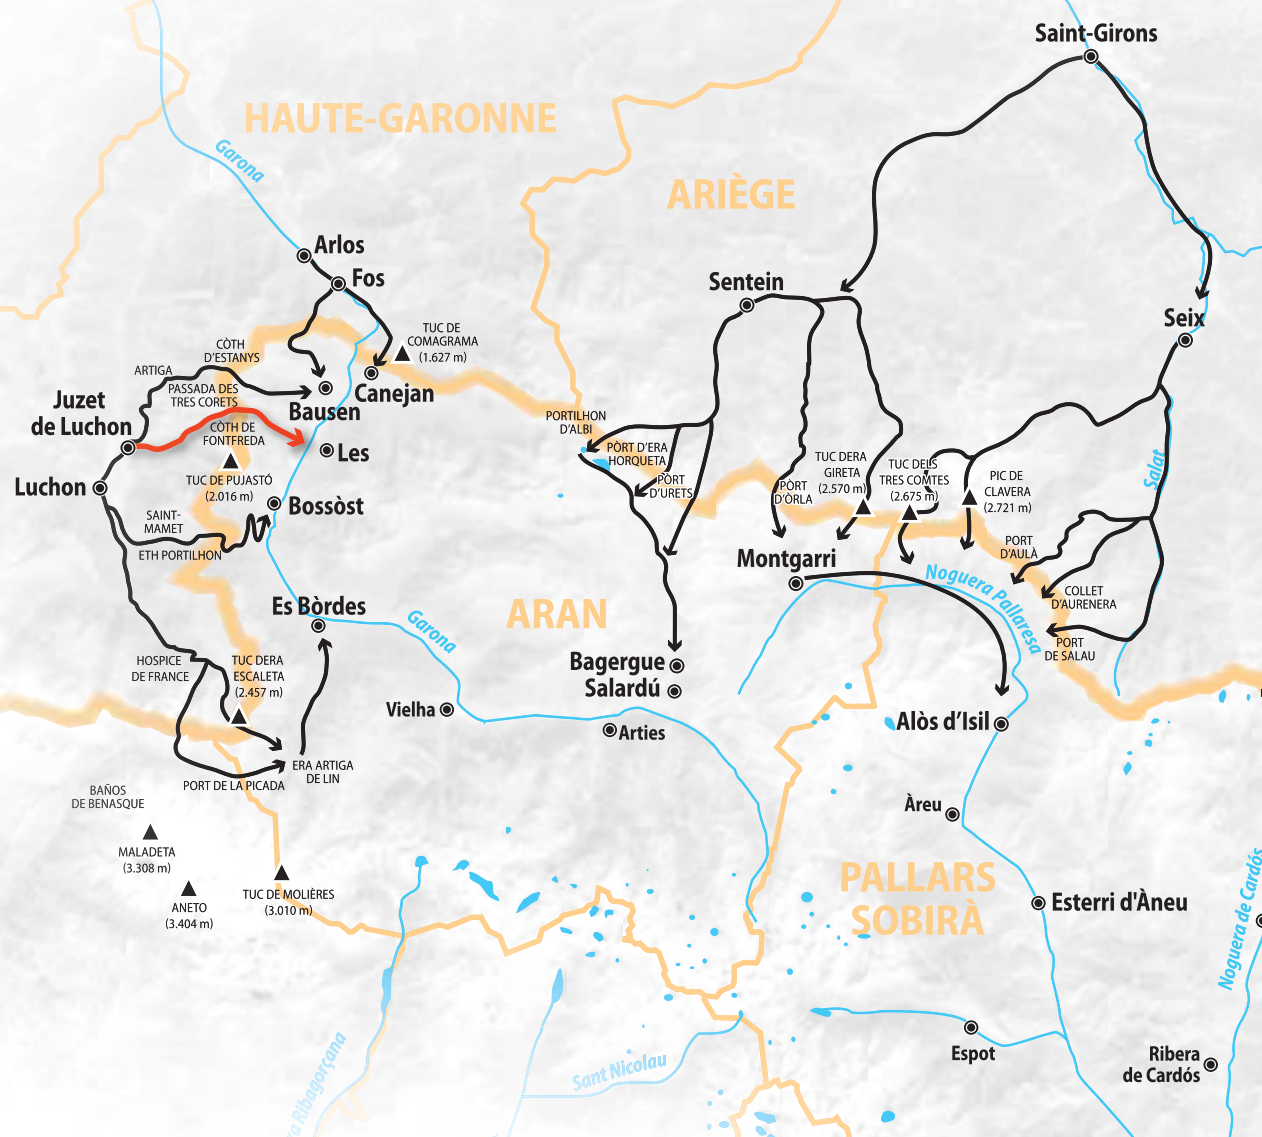 Saint-Girons
HAUTE-GARONNE
Garona
ARIÈGE
Arlos
Fos
Sentein
Seix
TUC DE
COMAGRAMA
(1.627 m)
CÒTH
D'ESTANYS
ARTIGA
PASSADA DES
TRES CORETS
Canejan
Bausen
Juzet
de Luchon
CÒTH DE
FONTFREDA
Les
PORTILHON
D'ALBI
PÒRT D'ERA
HORQUETA
PÒRT
D'URETS
TUC DERA
GIRETA
(2.570 m)
TUC DELS
TRES COMTES
(2.675 m)
PIC DE
CLAVERA
(2.721 m)
Salat
Luchon
TUC DE PUJASTÓ
(2.016 m)
PÒRT
D'ÒRLA
Bossòst
SAINT-
MAMET
ETH PORTILHON
PORT
D'AULÀ
Montgarri
Noguera Pallaresa
COLLET
D'AURENERA
Es Bòrdes
Garona
ARAN
PORT
DE SALAU
HOSPICE
DE FRANCE
TUC DERA
ESCALETA
(2.457 m)
Bagergue
Salardú
Vielha
Arties
Alòs d'Isil
ERA ARTIGA
DE LIN
PORT DE LA PICADA
BAÑOS
DE BENASQUE
Àreu
MALADETA
(3.308 m)
PALLARS
SOBIRÀ
ANETO
(3.404 m)
TUC DE MOLIÈRES
(3.010 m)
Esterri d'Àneu
Noguera de Cardós
Espot
Ribera
de Cardós
Sant Nicolau
a Ribagorçana